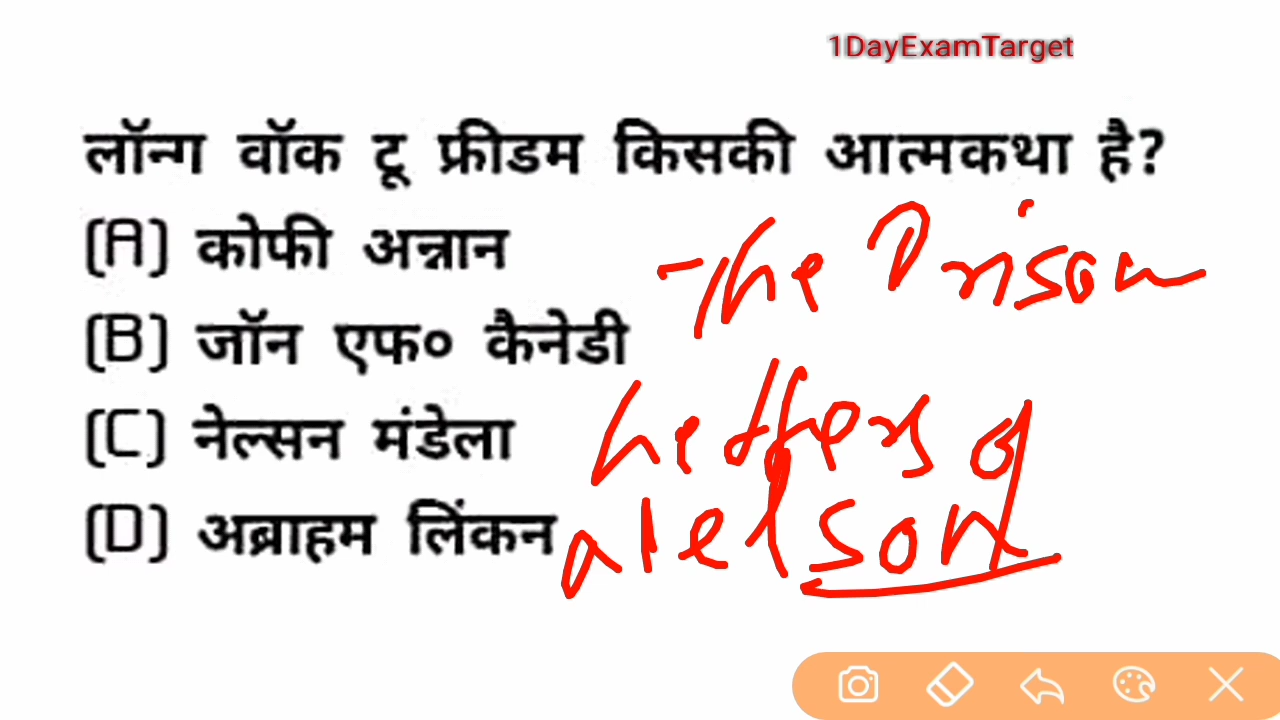 1DayExamTarget
लॉन्ग वॉक टू फ्रीडम किसकी आत्मकथा है?
(A) कोफी अन्नान
(B) जॉन एफ० कैनेडी
(C) नेल्सन मंडेला
(D) अब्राहम लिंकन
The Prison
Letters of
Nelson